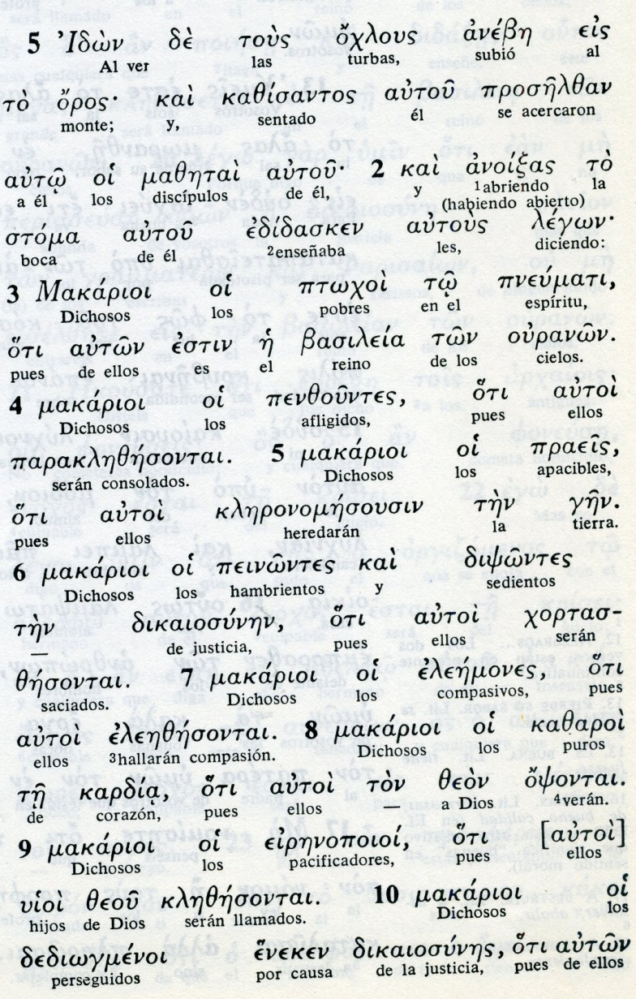 5 Ἰδὼν δὲ τοὺς ὄχλους ἀνέβη εἰς
Al ver las turbas, subió al
τὸ ὄρος· καὶ καθίσαντος αὐτοῦ προσῆλθαν
monte; y, sentado él se acercaron
αὐτῷ οἱ μαθηταὶ αὐτοῦ· 2 καὶ ἀνοίξας τὸ
a él los discípulos de él, y ¹abriendo la
(habiendo abierto)
στόμα αὐτοῦ ἐδίδασκεν αὐτοὺς λέγων·
boca de él ²enseñaba les, diciendo:
3 Μακάριοι οἱ πτωχοὶ τῷ πνεύματι,
Dichosos los pobres en el espíritu,
ὅτι αὐτῶν ἐστιν ἡ βασιλεία τῶν οὐρανων.
pues de ellos es el reino de los cielos.
4 μακάριοι οἱ πενθοῦντες, ὅτι αὐτοὶ
Dichosos los afligidos, pues ellos
παρακληθήσονται. 5 μακάριοι οἱ πραεῖς,
serán consolados. Dichosos los apacibles,
ὅτι αὐτοὶ κληρονομήσουσιν τὴν γῆν.
pues ellos heredarán la tierra.
6 μακάριοι οἱ πεινῶντες καὶ διψῶντες
Dichosos los hambrientos y sedientos
τὴν δικαιοσύνην, ὅτι αὐτοὶ χορτασ-
— de justicia, pues ellos serán
θήσονται. 7 μακάριοι οἱ ἐλεήμονες, ὅτι
saciados. Dichosos los compasivos, pues
αὐτοὶ ἐλεηθήσονται. 8 μακάριοι οἱ καθαροὶ
ellos ³hallarán compasión. Dichosos los puros
τῇ καρδίᾳ, ὅτι αὐτοὶ τὸν θεὸν ὄψονται.
de corazón, pues ellos — a Dios ⁴verán.
9 μακάριοι οἱ εἰρηνοποιοί, ὅτι [αὐτοὶ]
Dichosos los pacificadores, pues ellos
υἱοὶ θεοῦ κληθήσονται. 10 μακάριοι οἱ
hijos de Dios serán llamados. Dichosos los
δεδιωγμένοι ἕνεκεν δικαιοσύνης, ὅτι αὐτῶν
perseguidos por causa de la justicia, pues de ellos